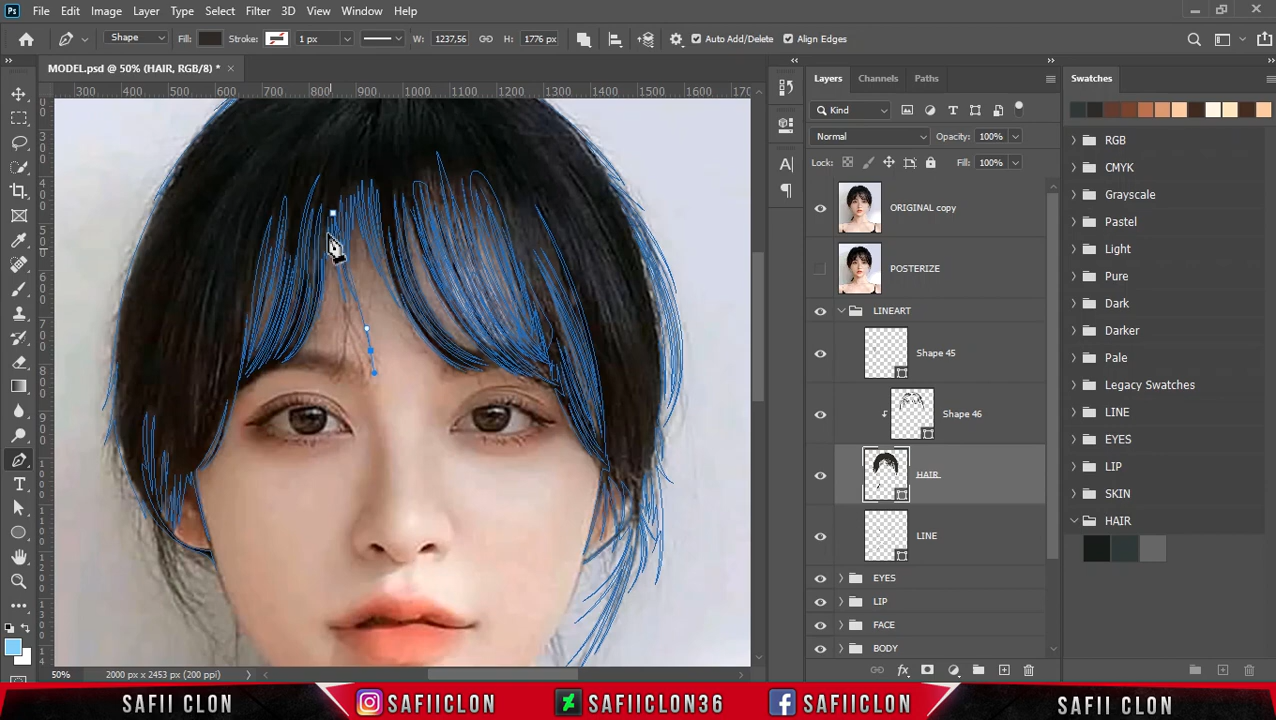 Ps File Edit Image Layer Type Select Filter 3D View Window Help
Shape Fill: Stroke: 1 px W: 1237,56 H: 1776 px Auto Add/Delete Align Edges
MODEL.psd @ 50% (HAIR, RGB/8) *
300 400 500 600 700 800 900 1000 1100 1200 1300 1400 1500 1600 1700
Layers Channels Paths
Kind
Normal Opacity: 100%
Lock: Fill: 100%
ORIGINAL copy
POSTERIZE
LINEART
Shape 45
Shape 46
HAIR
LINE
EYES
LIP
FACE
BODY
Swatches
RGB
CMYK
Grayscale
Pastel
Light
Pure
Dark
Darker
Pale
Legacy Swatches
LINE
EYES
LIP
SKIN
HAIR
50% 2000 px x 2453 px (200 ppi)
SAFII CLON SAFIICLON SAFIICLON36 SAFIICLON SAFII CLON